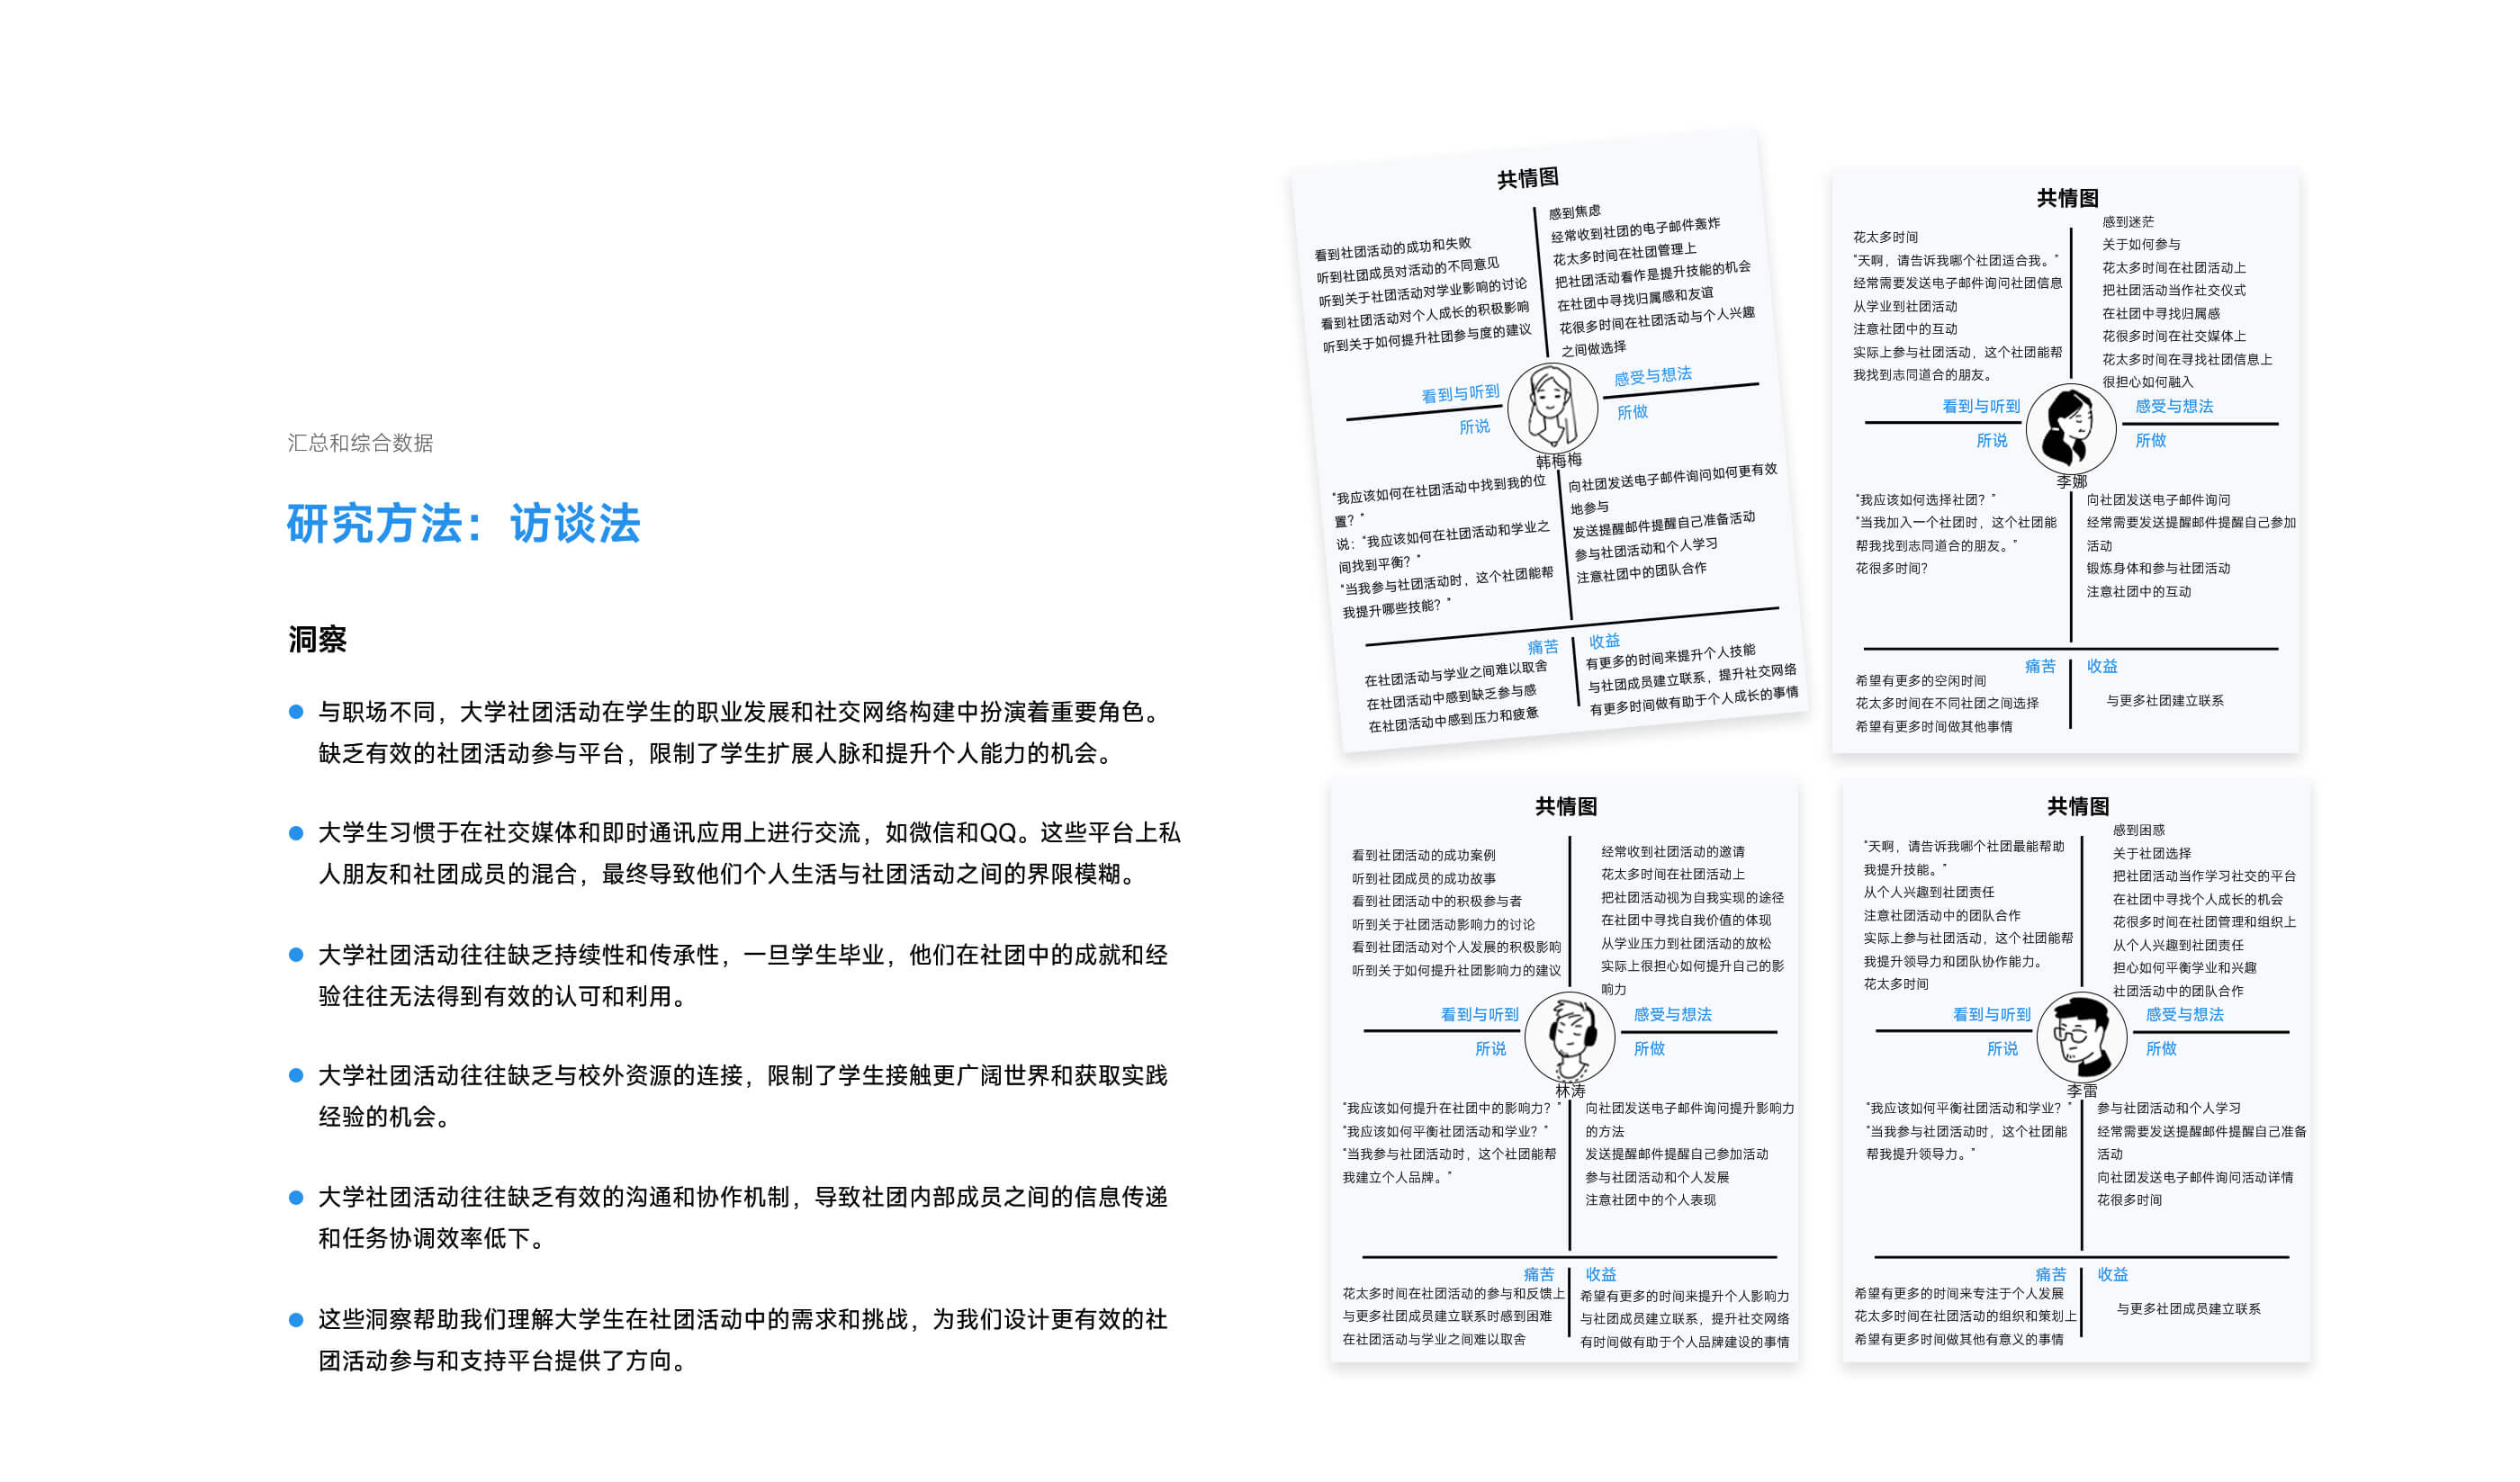 汇总和综合数据
研究方法：访谈法
洞察
与职场不同，大学社团活动在学生的职业发展和社交网络构建中扮演着重要角色。
缺乏有效的社团活动参与平台，限制了学生扩展人脉和提升个人能力的机会。
大学生习惯于在社交媒体和即时通讯应用上进行交流，如微信和QQ。这些平台上私
人朋友和社团成员的混合，最终导致他们个人生活与社团活动之间的界限模糊。
大学社团活动往往缺乏持续性和传承性，一旦学生毕业，他们在社团中的成就和经
验往往无法得到有效的认可和利用。
大学社团活动往往缺乏与校外资源的连接，限制了学生接触更广阔世界和获取实践
经验的机会。
大学社团活动往往缺乏有效的沟通和协作机制，导致社团内部成员之间的信息传递
和任务协调效率低下。
这些洞察帮助我们理解大学生在社团活动中的需求和挑战，为我们设计更有效的社
团活动参与和支持平台提供了方向。
共情图
看到社团活动的成功和失败
听到社团成员对活动的不同意见
听到关于社团活动对学业影响的讨论
看到社团活动对个人成长的积极影响
听到关于如何提升社团参与度的建议
感到焦虑
经常收到社团的电子邮件轰炸
花太多时间在社团管理上
把社团活动看作是提升技能的机会
在社团中寻找归属感和友谊
花很多时间在社团活动与个人兴趣
之间做选择
看到与听到
感受与想法
所说
所做
韩梅梅
“我应该如何在社团活动中找到我的位
置？”
说：“我应该如何在社团活动和学业之
间找到平衡？”
“当我参与社团活动时，这个社团能帮
我提升哪些技能？”
向社团发送电子邮件询问如何更有效
地参与
发送提醒邮件提醒自己准备活动
参与社团活动和个人学习
注意社团中的团队合作
痛苦
收益
在社团活动与学业之间难以取舍
在社团活动中感到缺乏参与感
在社团活动中感到压力和疲惫
有更多的时间来提升个人技能
与社团成员建立联系，提升社交网络
有更多时间做有助于个人成长的事情
共情图
花太多时间
“天啊，请告诉我哪个社团适合我。”
经常需要发送电子邮件询问社团信息
从学业到社团活动
注意社团中的互动
实际上参与社团活动，这个社团能帮
我找到志同道合的朋友。
感到迷茫
关于如何参与
花太多时间在社团活动上
把社团活动当作社交仪式
在社团中寻找归属感
花很多时间在社交媒体上
花太多时间在寻找社团信息上
很担心如何融入
看到与听到
感受与想法
所说
所做
李娜
“我应该如何选择社团？”
“当我加入一个社团时，这个社团能
帮我找到志同道合的朋友。”
花很多时间？
向社团发送电子邮件询问
经常需要发送提醒邮件提醒自己参加
活动
锻炼身体和参与社团活动
注意社团中的互动
痛苦
收益
希望有更多的空闲时间
花太多时间在不同社团之间选择
希望有更多时间做其他事情
与更多社团建立联系
共情图
看到社团活动的成功案例
听到社团成员的成功故事
看到社团活动中的积极参与者
听到关于社团活动影响力的讨论
看到社团活动对个人发展的积极影响
听到关于如何提升社团影响力的建议
经常收到社团活动的邀请
花太多时间在社团活动上
把社团活动视为自我实现的途径
在社团中寻找自我价值的体现
从学业压力到社团活动的放松
实际上很担心如何提升自己的影
响力
看到与听到
感受与想法
所说
所做
林涛
“我应该如何提升在社团中的影响力？”
“我应该如何平衡社团活动和学业？”
“当我参与社团活动时，这个社团能帮
我建立个人品牌。”
向社团发送电子邮件询问提升影响力
的方法
发送提醒邮件提醒自己参加活动
参与社团活动和个人发展
注意社团中的个人表现
痛苦
收益
花太多时间在社团活动的参与和反馈上
与更多社团成员建立联系时感到困难
在社团活动与学业之间难以取舍
希望有更多的时间来提升个人影响力
与社团成员建立联系，提升社交网络
有时间做有助于个人品牌建设的事情
共情图
“天啊，请告诉我哪个社团最能帮助
我提升技能。”
从个人兴趣到社团责任
注意社团活动中的团队合作
实际上参与社团活动，这个社团能帮
我提升领导力和团队协作能力。
花太多时间
感到困惑
关于社团选择
把社团活动当作学习社交的平台
在社团中寻找个人成长的机会
花很多时间在社团管理和组织上
从个人兴趣到社团责任
担心如何平衡学业和兴趣
社团活动中的团队合作
看到与听到
感受与想法
所说
所做
李雷
“我应该如何平衡社团活动和学业？”
“当我参与社团活动时，这个社团能
帮我提升领导力。”
参与社团活动和个人学习
经常需要发送提醒邮件提醒自己准备
活动
向社团发送电子邮件询问活动详情
花很多时间
痛苦
收益
希望有更多的时间来专注于个人发展
花太多时间在社团活动的组织和策划上
希望有更多时间做其他有意义的事情
与更多社团成员建立联系